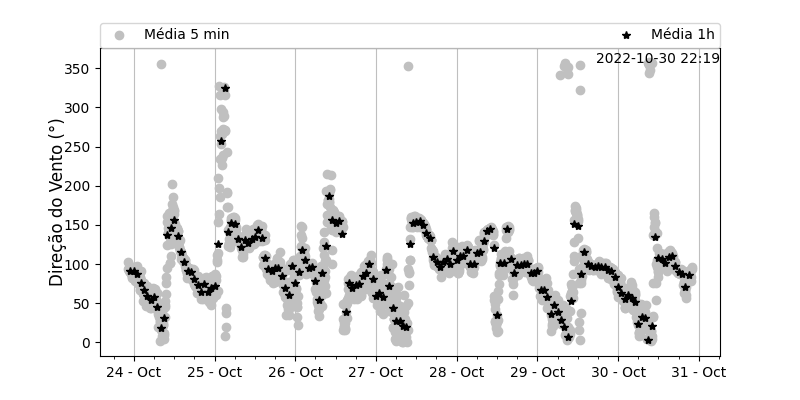 Média 5 min
Média 1h
2022-10-30 22:19
Direção do Vento (°)
350
300
250
200
150
100
50
0
24 - Oct
25 - Oct
26 - Oct
27 - Oct
28 - Oct
29 - Oct
30 - Oct
31 - Oct